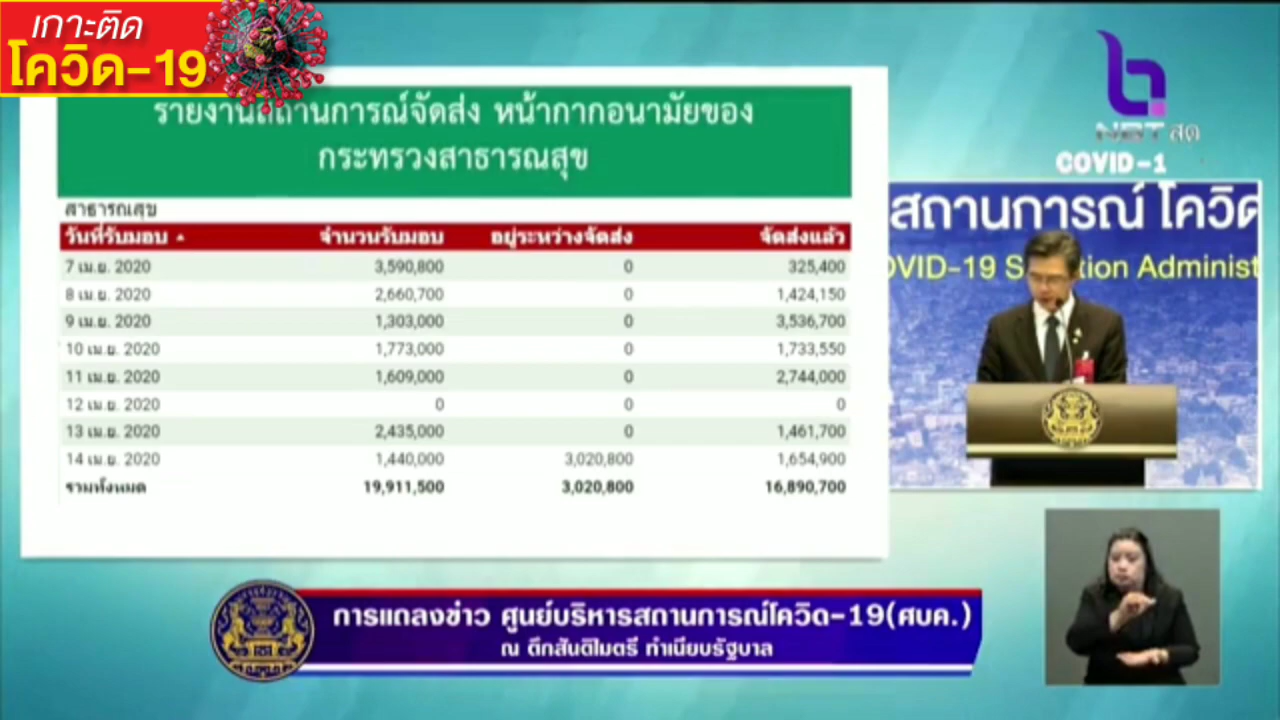 เกาะติด
โควิด-19
รายงานสถานการณ์จัดส่ง หน้ากากอนามัยของ
กระทรวงสาธารณสุข
สาธารณสุข
วันที่รับมอบ จำนวนรับมอบ อยู่ระหว่างจัดส่ง จัดส่งแล้ว
7 เม.ย. 2020 3,590,800 0 325,400
8 เม.ย. 2020 2,660,700 0 1,424,150
9 เม.ย. 2020 1,303,000 0 3,536,700
10 เม.ย. 2020 1,773,000 0 1,733,550
11 เม.ย. 2020 1,609,000 0 2,744,000
12 เม.ย. 2020 0 0 0
13 เม.ย. 2020 2,435,000 0 1,461,700
14 เม.ย. 2020 1,440,000 3,020,800 1,654,900
รวมทั้งหมด 19,911,500 3,020,800 16,890,700
NBT สด
COVID-1
สถานการณ์ โควิด
OVID-19 S tion Administ
การแถลงข่าว ศูนย์บริหารสถานการณ์โควิด-19(ศบค.)
ณ ตึกสันติไมตรี ทำเนียบรัฐบาล